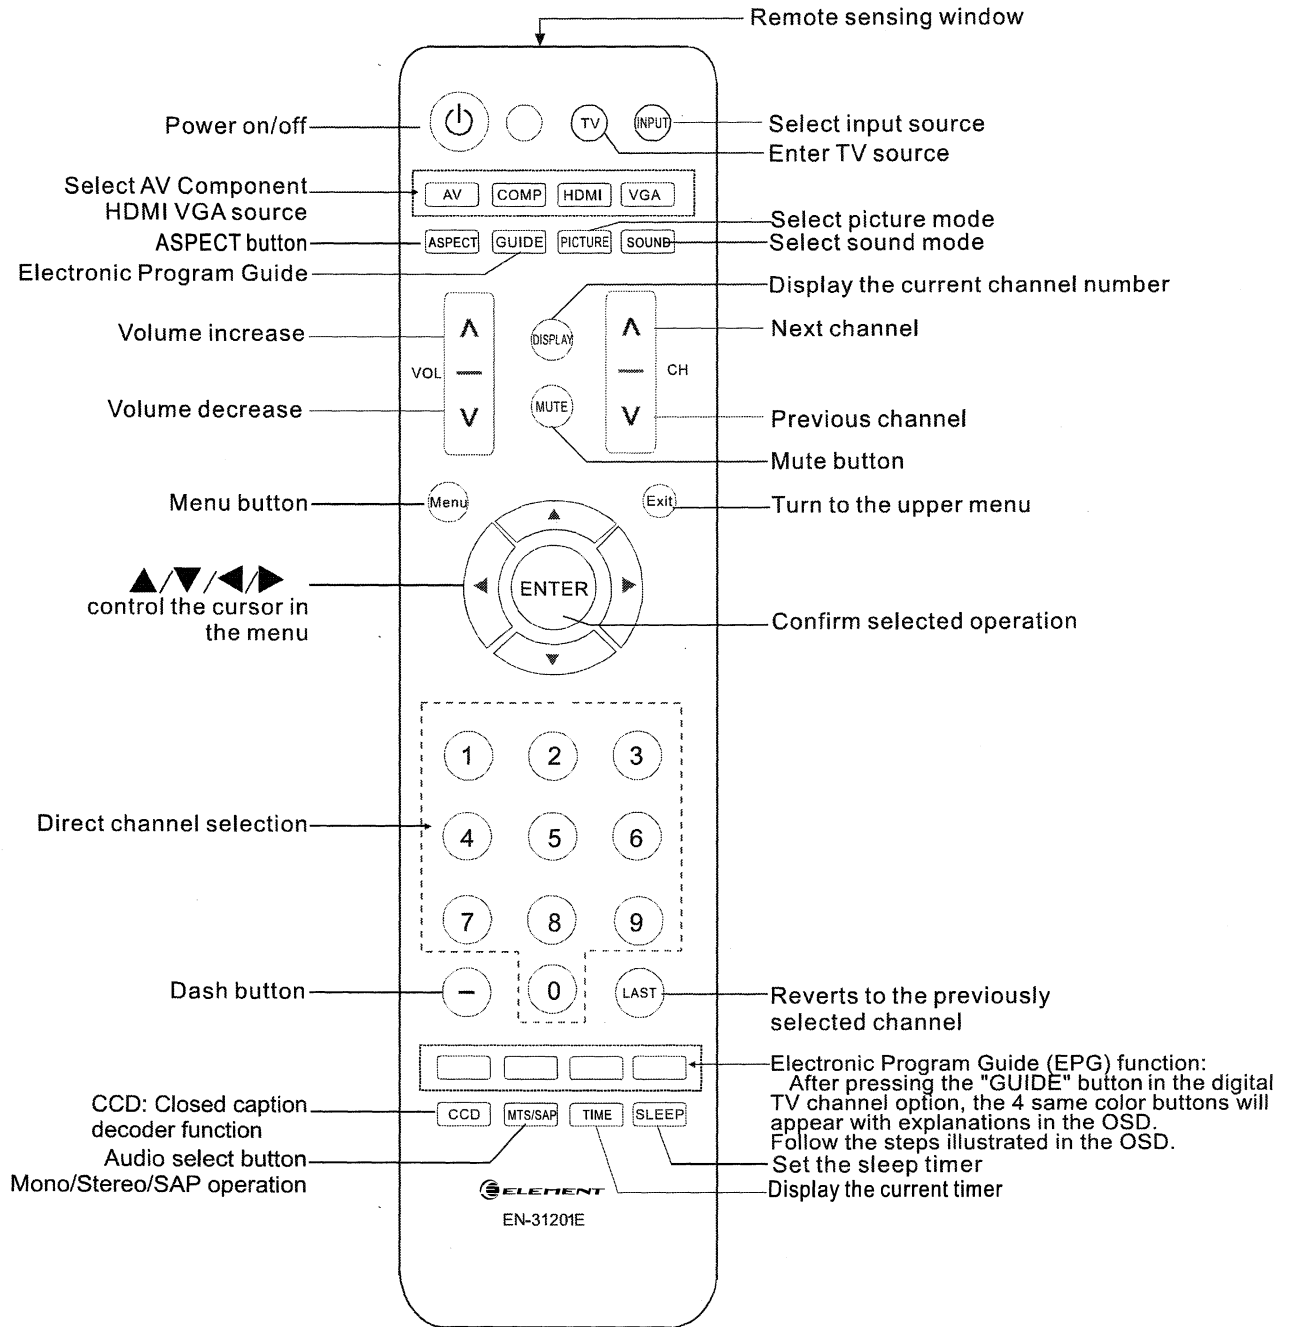 Remote sensing window
Power on/off
TV
INPUT
Select input source
Enter TV source
Select AV Component
HDMI VGA source
AV
COMP
HDMI
VGA
Select picture mode
ASPECT button
ASPECT
GUIDE
PICTURE
SOUND
Select sound mode
Electronic Program Guide
Display the current channel number
Volume increase
DISPLAY
Next channel
VOL
CH
Volume decrease
MUTE
Previous channel
Mute button
Menu button
Menu
Exit
Turn to the upper menu
▲/▼/◀/▶
control the cursor in
the menu
ENTER
Confirm selected operation
1
2
3
Direct channel selection
4
5
6
7
8
9
Dash button
–
0
LAST
Reverts to the previously
selected channel
Electronic Program Guide (EPG) function:
After pressing the "GUIDE" button in the digital
TV channel option, the 4 same color buttons will
appear with explanations in the OSD.
Follow the steps illustrated in the OSD.
CCD: Closed caption
decoder function
CCD
MTS/SAP
TIME
SLEEP
Audio select button
Mono/Stereo/SAP operation
Set the sleep timer
Display the current timer
ELEMENT
EN-31201E